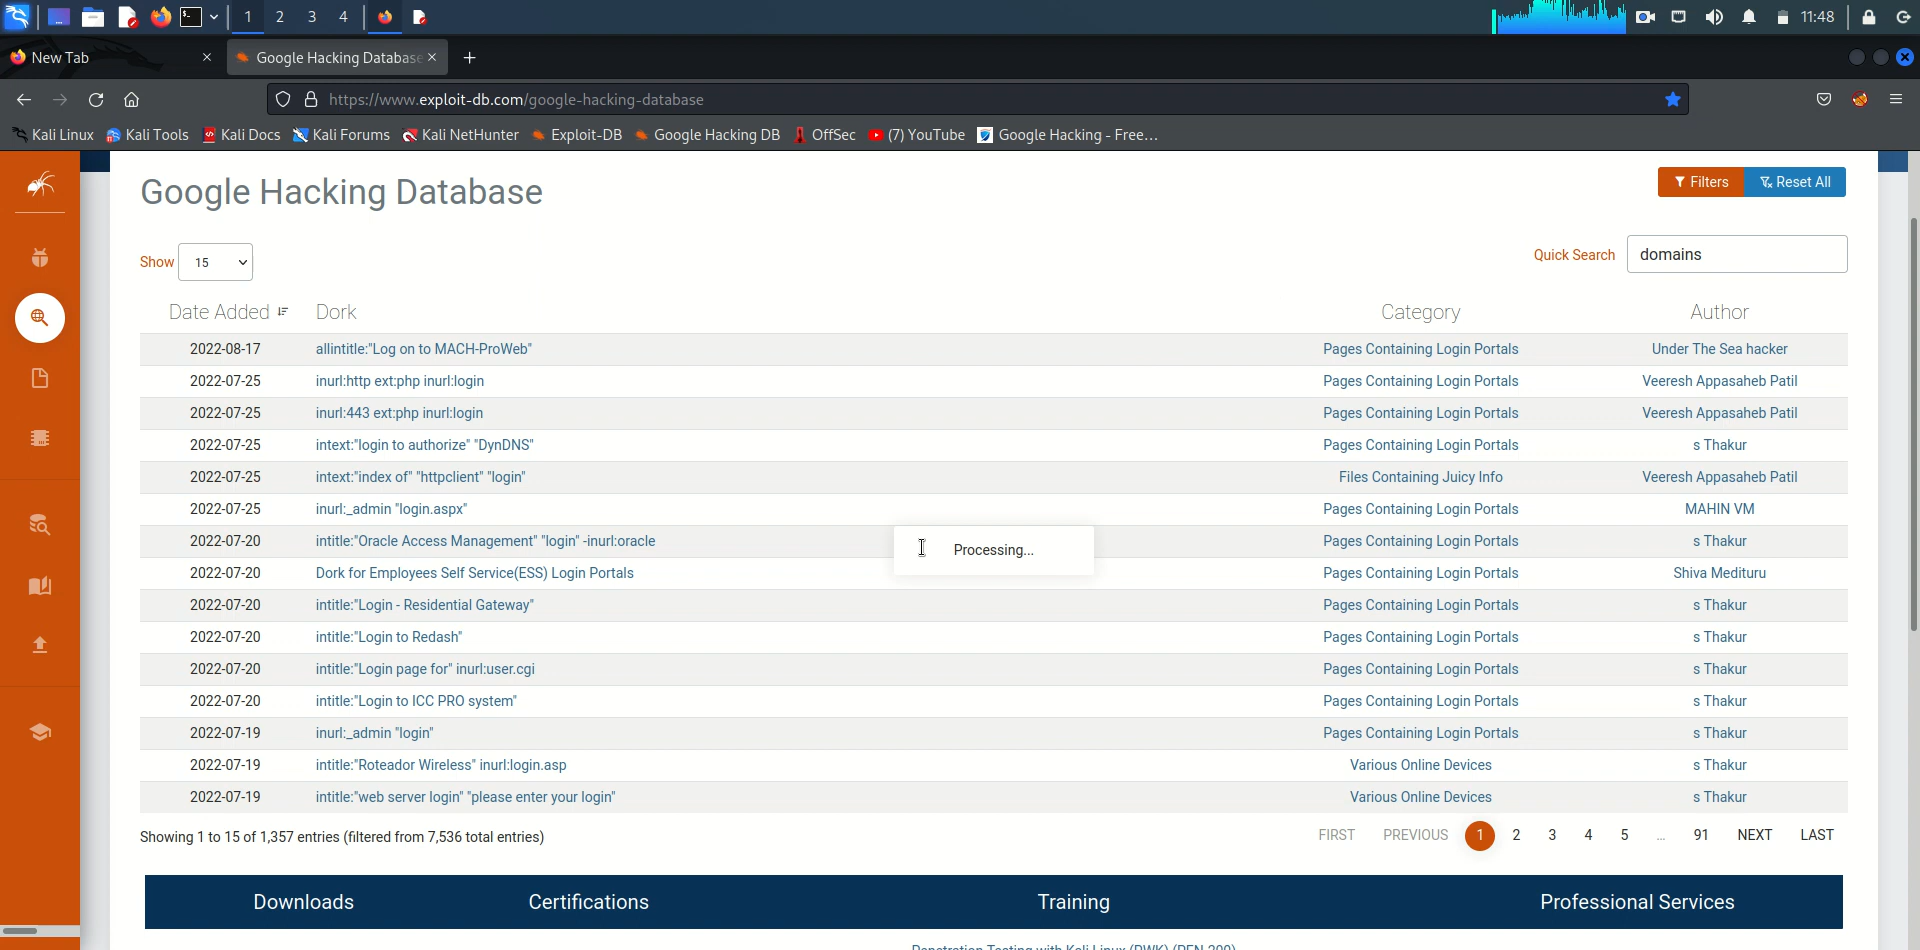 1 2 3 4 11:48
New Tab Google Hacking Database
https://www.exploit-db.com/google-hacking-database
Kali Linux Kali Tools Kali Docs Kali Forums Kali NetHunter Exploit-DB Google Hacking DB OffSec (7) YouTube Google Hacking - Free…
Google Hacking Database
Filters Reset All
Show 15 Quick Search domains
Date Added Dork Category Author
2022-08-17 allintitle:"Log on to MACH-ProWeb" Pages Containing Login Portals Under The Sea hacker
2022-07-25 inurl:http ext:php inurl:login Pages Containing Login Portals Veeresh Appasaheb Patil
2022-07-25 inurl:443 ext:php inurl:login Pages Containing Login Portals Veeresh Appasaheb Patil
2022-07-25 intext:"login to authorize" "DynDNS" Pages Containing Login Portals s Thakur
2022-07-25 intext:"index of" "httpclient" "login" Files Containing Juicy Info Veeresh Appasaheb Patil
2022-07-25 inurl:_admin "login.aspx" Pages Containing Login Portals MAHIN VM
2022-07-20 intitle:"Oracle Access Management" "login" -inurl:oracle Pages Containing Login Portals s Thakur
Processing...
2022-07-20 Dork for Employees Self Service(ESS) Login Portals Pages Containing Login Portals Shiva Medituru
2022-07-20 intitle:"Login - Residential Gateway" Pages Containing Login Portals s Thakur
2022-07-20 intitle:"Login to Redash" Pages Containing Login Portals s Thakur
2022-07-20 intitle:"Login page for" inurl:user.cgi Pages Containing Login Portals s Thakur
2022-07-20 intitle:"Login to ICC PRO system" Pages Containing Login Portals s Thakur
2022-07-19 inurl:_admin "login" Pages Containing Login Portals s Thakur
2022-07-19 intitle:"Roteador Wireless" inurl:login.asp Various Online Devices s Thakur
2022-07-19 intitle:"web server login" "please enter your login" Various Online Devices s Thakur
Showing 1 to 15 of 1,357 entries (filtered from 7,536 total entries) FIRST PREVIOUS 1 2 3 4 5 … 91 NEXT LAST
Downloads Certifications Training Professional Services
Penetration Testing with Kali Linux (PWK) (PEN-200)